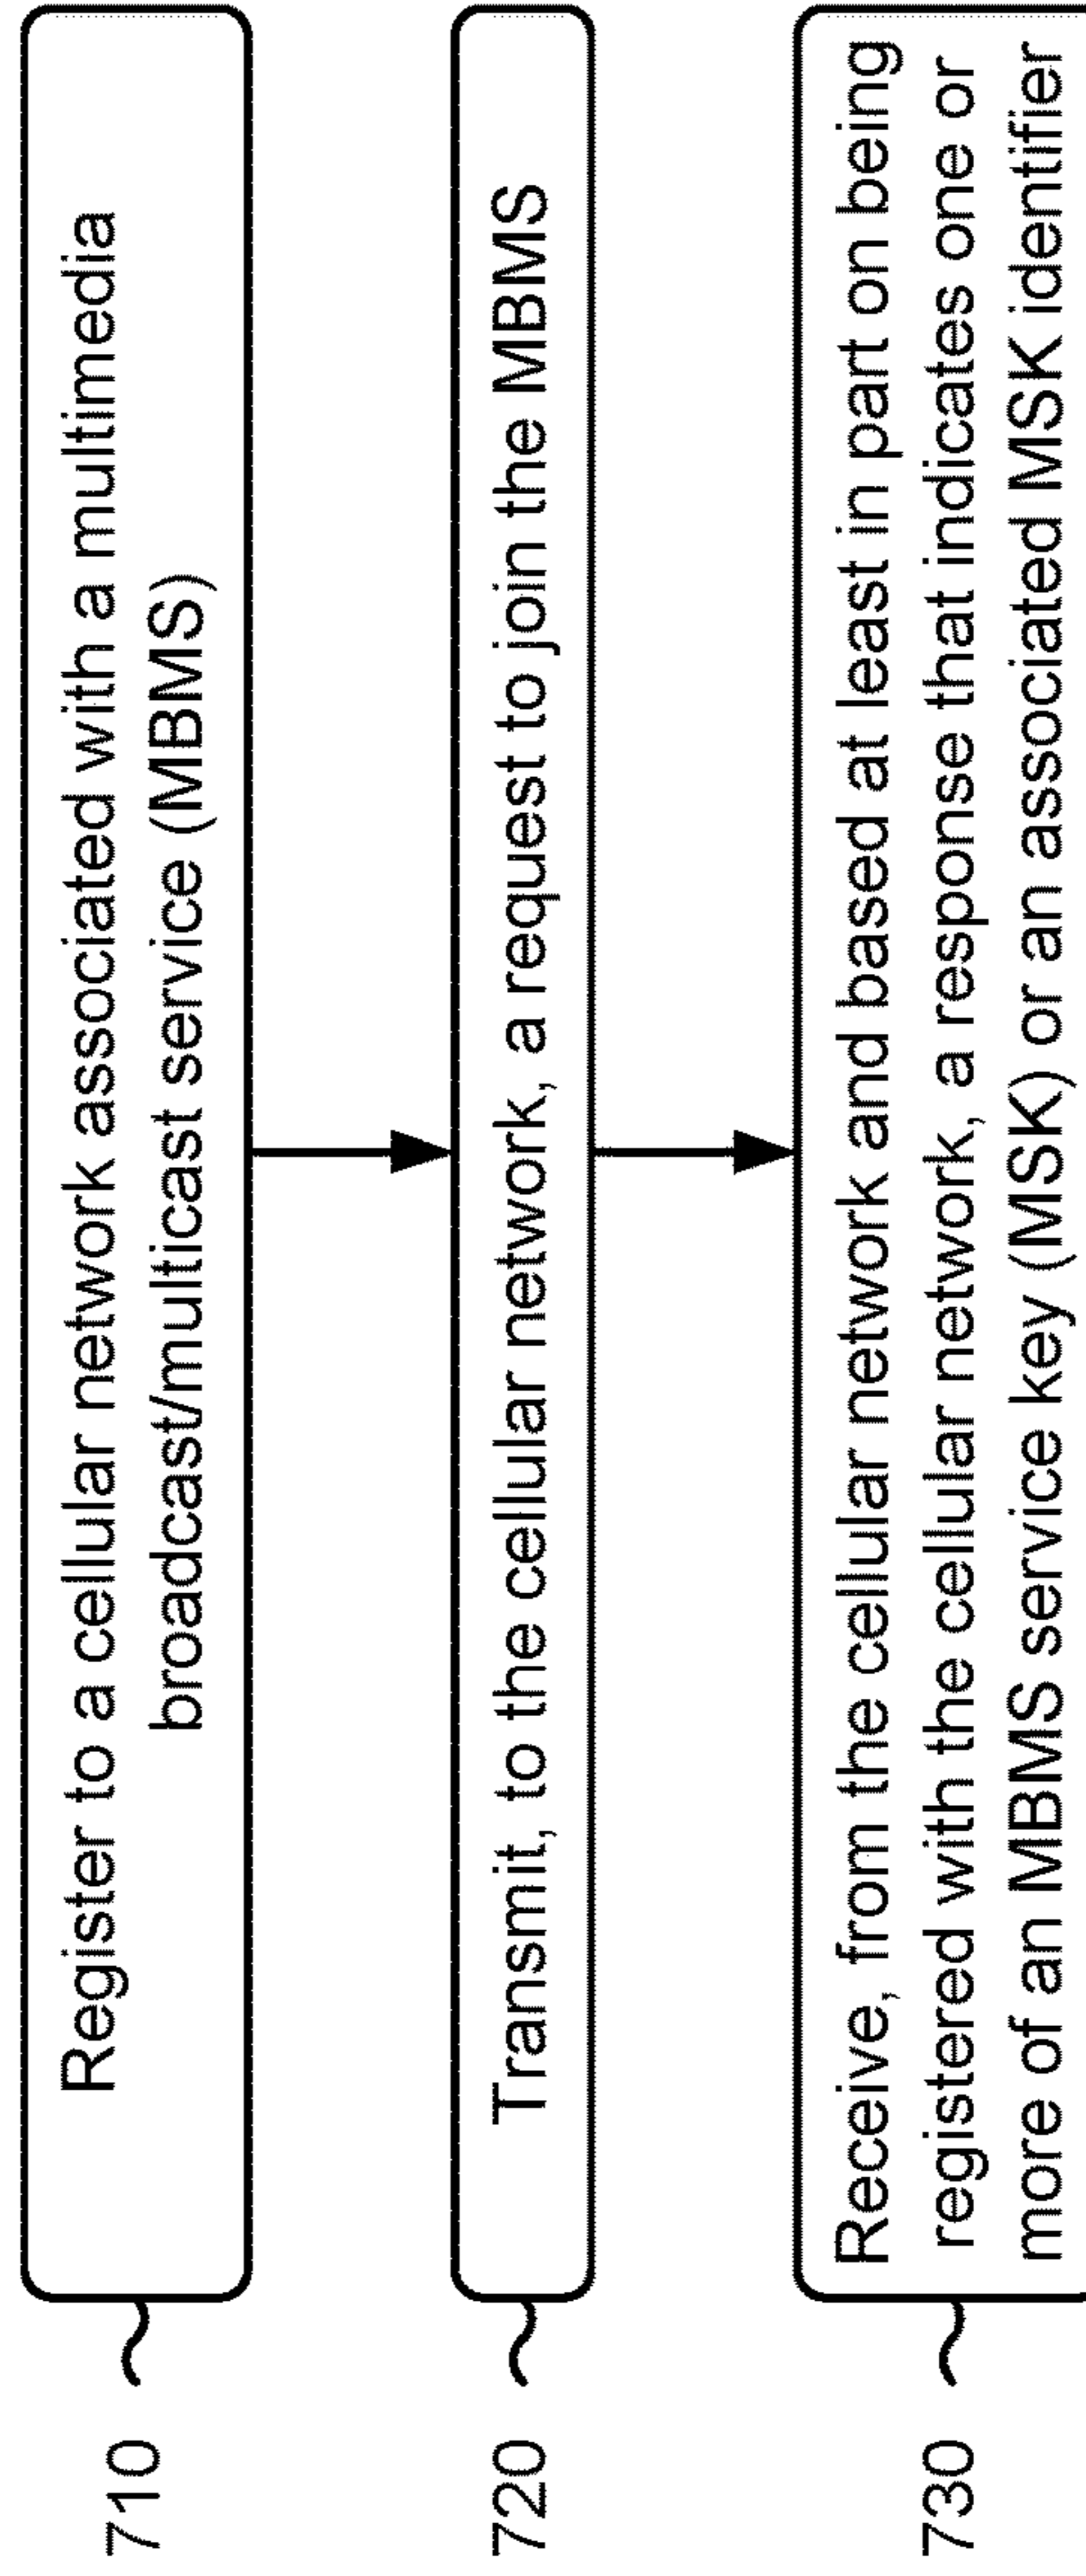 710
Register to a cellular network associated with a multimedia
broadcast/multicast service (MBMS)
720
Transmit, to the cellular network, a request to join the MBMS
730
Receive, from the cellular network and based at least in part on being
registered with the cellular network, a response that indicates one or
more of an MBMS service key (MSK) or an associated MSK identifier